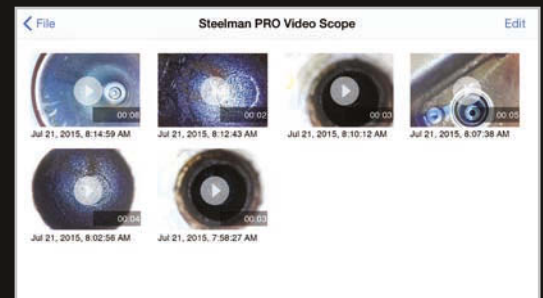 File
Steelman PRO Video Scope
Edit
00:08
00:02
00:03
00:05
Jul 21, 2015, 8:14:59 AM
Jul 21, 2015, 8:12:43 AM
Jul 21, 2015, 8:10:12 AM
Jul 21, 2015, 8:07:38 AM
00:04
00:03
Jul 21, 2015, 8:02:56 AM
Jul 21, 2015, 7:58:27 AM